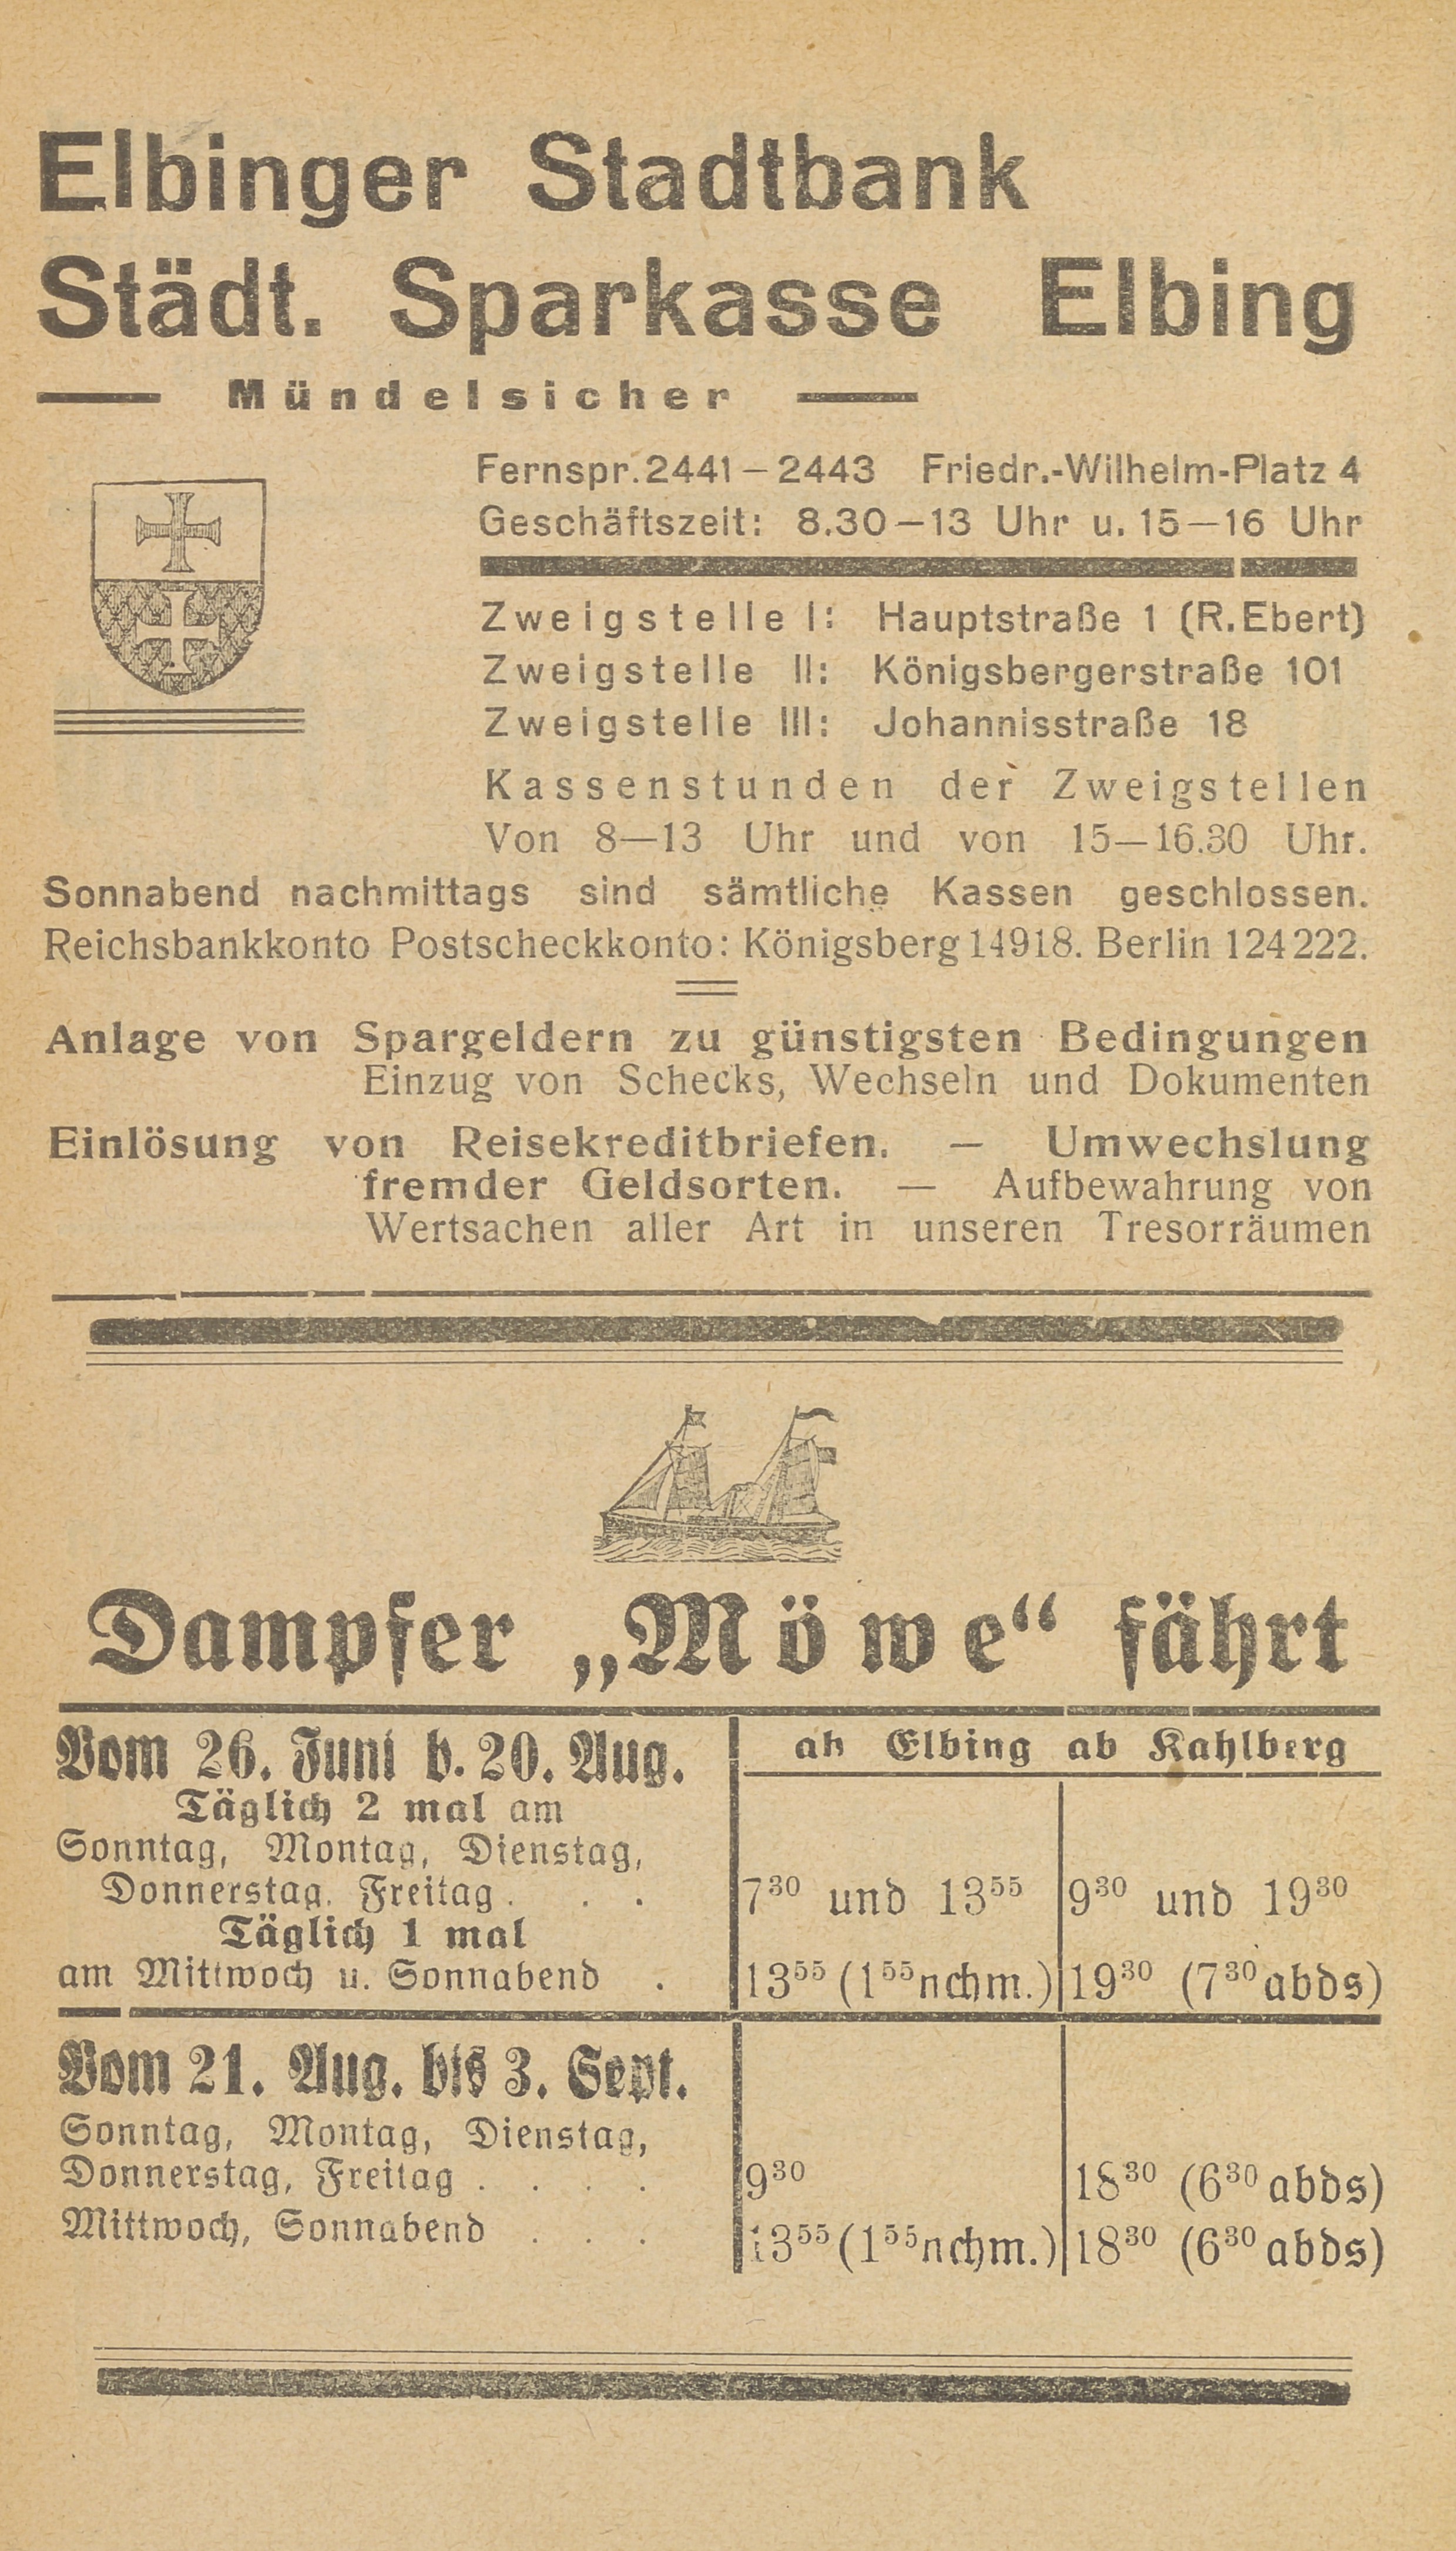 Elbinger Stadtbank
Städt. Sparkasse Elbing
Mündelsicher
Fernspr. 2441 – 2443 Friedr.-Wilhelm-Platz 4
Geschäftszeit: 8.30 – 13 Uhr u. 15 — 16 Uhr
Zweigstelle I: Hauptstraße 1 (R. Ebert)
Zweigstelle II: Königsbergerstraße 101
Zweigstelle III: Johannisstraße 18
Kassenstunden der Zweigstellen
Von 8—13 Uhr und von 15—16.30 Uhr.
Sonnabend nachmittags sind sämtliche Kassen geschlossen.
Reichsbankkonto Postscheckkonto: Königsberg 14918. Berlin 124 222.
Anlage von Spargeldern zu günstigsten Bedingungen
Einzug von Schecks, Wechseln und Dokumenten
Einlösung von Reisekreditbriefen. — Umwechslung
fremder Geldsorten. — Aufbewahrung von
Wertsachen aller Art in unseren Tresorräumen
Dampfer „Möwe“ fährt
Vom 26. Juni b. 20. Aug.
ab Elbing ab Kahlberg
Täglich 2 mal am
Sonntag, Montag, Dienstag,
Donnerstag. Freitag . . . 7³⁰ und 13⁵⁵ 9³⁰ und 19³⁰
Täglich 1 mal
am Mittwoch u. Sonnabend . 13⁵⁵ (1⁵⁵ nchm.) 19³⁰ (7³⁰ abds)
Vom 21. Aug. bis 3. Sept.
Sonntag, Montag, Dienstag,
Donnerstag, Freitag . . . . 9³⁰ 18³⁰ (6³⁰ abds)
Mittwoch, Sonnabend . . . 13⁵⁵ (1⁵⁵ nchm.) 18³⁰ (6³⁰ abds)